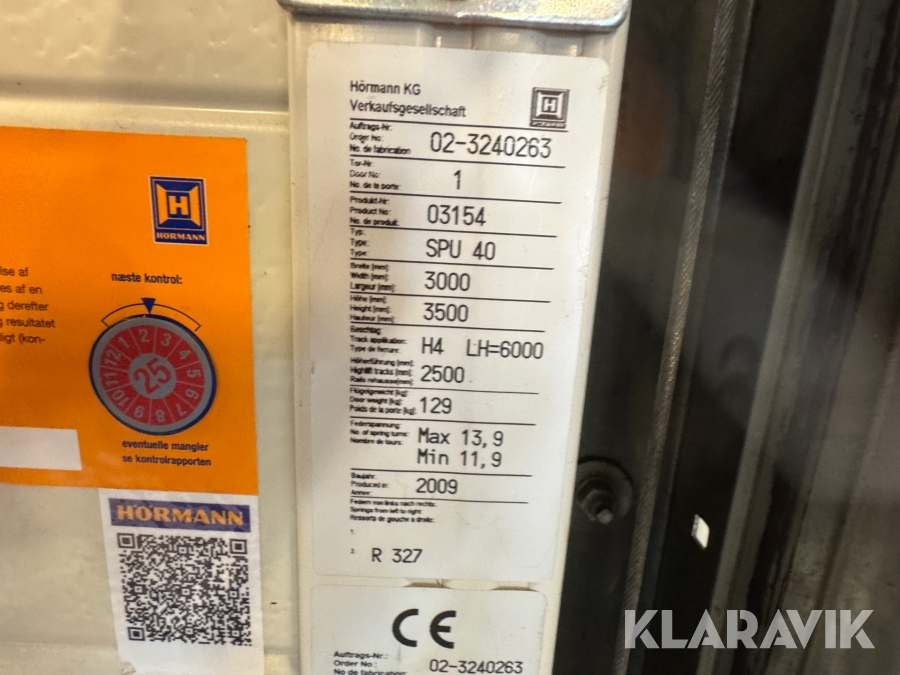 Hörmann KG
Verkaufsgesellschaft
Auftrags-Nr.
Order No:
No. de fabrication
02-3240263
Tor-Nr.
Door No:
No. de la porte:
1
Produkt-Nr:
Product No:
No. de produit:
03154
Typ:
Type:
Type:
SPU 40
Breite [mm]:
Width [mm]:
Largeur [mm]:
3000
Höhe [mm]:
Height [mm]:
Hauteur [mm]:
3500
Beschlag:
Track application:
Type de ferrure:
H4 LH=6000
Höherführung [mm]:
Highlift tracks [mm]:
Rails rehausse[mm]:
2500
Flügelgewicht [kg]:
Door weight [kg]:
Poids de la porte [kg]:
129
Federspannung:
No. of spring turns:
Nombre de tours:
Max 13,9
Min 11,9
Baujahr:
Produced in:
Annee:
2009
Federn von links nach rechts:
Springs from left to right:
Ressorts de gauche a droite:
1.
R 327
CE
Auftrags-Nr.:
Order No.:
No de fabrication:
02-3240263
H
HÖRMANN
lse af
es af en
g derefter
g resultatet
ligt (kon-
næste kontrol:
12 1 2 3 4 5 6 7 8 9 10 11
25
eventuelle mangler
se kontrolrapporten
HÖRMANN
KLARAVIK